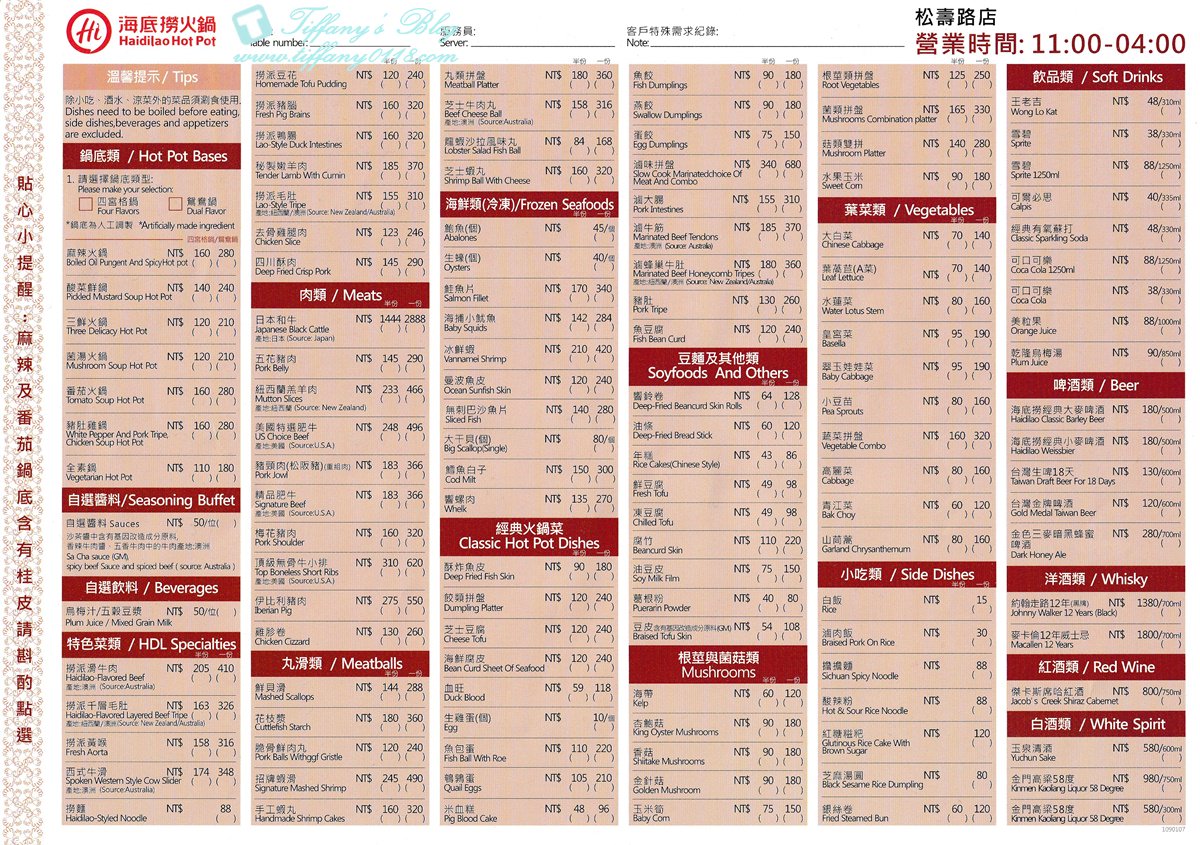 海底撈火鍋
Haidilao Hot Pot
Tiffany's Blog
www.tiffany0118.com
Table number:
服務員:
Server:
客戶特殊需求紀錄:
Note:
松壽路店
營業時間: 11:00-04:00
貼心小提醒:麻辣及番茄鍋底含有桂皮請斟酌點選
溫馨提示 / Tips
除小吃、酒水、涼菜外的菜品須涮食使用.
Dishes need to be boiled before eating,
side dishes,beverages and appetizers
are excluded.
鍋底類 / Hot Pot Bases
1. 請選擇鍋底類型:
Please make your selection:
四宮格鍋 鴛鴦鍋
Four Flavors Dual Flavor
*鍋底為人工調製 *Artificially made ingredient
四宮格鍋/鴛鴦鍋
麻辣火鍋 NT$ 160 280
Boiled Oil Pungent And SpicyHot pot ( ) ( )
酸菜鮮鍋 NT$ 140 240
Pickled Mustard Soup Hot Pot ( ) ( )
三鮮火鍋 NT$ 120 210
Three Delicacy Hot Pot ( ) ( )
菌湯火鍋 NT$ 120 210
Mushroom Soup Hot Pot ( ) ( )
番茄火鍋 NT$ 160 280
Tomato Soup Hot Pot ( ) ( )
豬肚雞鍋 NT$ 160 280
White Pepper And Pork Tripe,
Chicken Soup Hot Pot ( ) ( )
全素鍋 NT$ 110 180
Vegetarian Hot Pot ( ) ( )
自選醬料/Seasoning Buffet
自選醬料 Sauces NT$ 50/位( )
沙茶醬中含有基因改造成分原料,
香辣牛肉醬、五香牛肉中的牛肉產地:澳洲
Sa Cha sauce (GM),
spicy beef Sauce and spiced beef ( source: Australia )
自選飲料 / Beverages
烏梅汁/五穀豆漿 NT$ 50/位( )
Plum Juice / Mixed Grain Milk
特色菜類 / HDL Specialties
半份 一份
撈派滑牛肉 NT$ 205 410
Haidilao-Flavored Beef ( ) ( )
產地:澳洲 (Source:Australia)
撈派千層毛肚 NT$ 163 326
Haidilao-Flavored Layered Beef Tripe ( ) ( )
產地:紐西蘭/澳洲 (Source: New Zealand/Australia)
撈派黃喉 NT$ 158 316
Fresh Aorta ( ) ( )
西式牛滑 NT$ 174 348
Spoken Western Style Cow Slider ( ) ( )
產地:澳洲 (Source:Australia)
撈麵 NT$ 88
Haidilao-Styled Noodle ( )
撈派豆花 NT$ 120 240
Homemade Tofu Pudding ( ) ( )
撈派豬腦 NT$ 160 320
Fresh Pig Brains ( ) ( )
撈派鴨腸 NT$ 160 320
Lao-Style Duck Intestines ( ) ( )
秘製嫩羊肉 NT$ 185 370
Tender Lamb With Cumin ( ) ( )
撈派毛肚 NT$ 155 310
Lao-Style Tripe ( ) ( )
產地:紐西蘭/澳洲 (Source: New Zealand/Australia)
去骨雞腿肉 NT$ 123 246
Chicken Slice ( ) ( )
四川酥肉 NT$ 145 290
Deep Fried Crisp Pork ( ) ( )
肉類 / Meats
半份 一份
日本和牛 NT$ 1444 2888
Japanese Black Cattle ( ) ( )
產地:日本 (Source: Japan)
五花豬肉 NT$ 145 290
Pork Belly ( ) ( )
紐西蘭羔羊肉 NT$ 233 466
Mutton Slices ( ) ( )
產地:紐西蘭 (Source: New Zealand)
美國特選肥牛 NT$ 248 496
US Choice Beef ( ) ( )
產地:美國 (Source:U.S.A.)
豬頸肉(松阪豬)(重組肉) NT$ 183 366
Pork Jowl ( ) ( )
精品肥牛 NT$ 183 366
Signature Beef ( ) ( )
產地:美國 (Source:U.S.A.)
梅花豬肉 NT$ 160 320
Pork Shoulder ( ) ( )
頂級無骨牛小排 NT$ 310 620
Top Boneless Short Ribs ( ) ( )
產地:美國 (Source:U.S.A.)
伊比利豬肉 NT$ 275 550
Iberian Pig ( ) ( )
雞胗卷 NT$ 130 260
Chicken Cizzard ( ) ( )
丸滑類 / Meatballs
半份 一份
鮮貝滑 NT$ 144 288
Mashed Scallops ( ) ( )
花枝漿 NT$ 180 360
Cuttlefish Starch ( ) ( )
脆骨鮮肉丸 NT$ 120 240
Pork Balls Withggf Gristle ( ) ( )
招牌蝦滑 NT$ 245 490
Signature Mashed Shrimp ( ) ( )
手工蝦丸 NT$ 160 320
Handmade Shrimp Cakes ( ) ( )
半份 一份
丸類拼盤 NT$ 180 360
Meatball Platter ( ) ( )
芝士牛肉丸 NT$ 158 316
Beef Cheese Ball ( ) ( )
產地:澳洲 (Source:Australia)
龍蝦沙拉風味丸 NT$ 84 168
Lobster Salad Fish Ball ( ) ( )
芝士蝦丸 NT$ 160 320
Shrimp Ball With Cheese ( ) ( )
海鮮類(冷凍)/Frozen Seafoods
半份 一份
鮑魚(個) NT$ 45/個
Abalones ( )
生蠔(個) NT$ 40/個
Oysters ( )
鮭魚片 NT$ 170 340
Salmon Fillet ( ) ( )
海捕小魷魚 NT$ 142 284
Baby Squids ( ) ( )
冰鮮蝦 NT$ 210 420
Vannamei Shrimp ( ) ( )
曼波魚皮 NT$ 120 240
Ocean Sunfish Skin ( ) ( )
無刺巴沙魚片 NT$ 140 280
Sliced Fish ( ) ( )
大干貝(個) NT$ 80/個
Big Scallop(Single) ( )
鱈魚白子 NT$ 150 300
Cod Milt ( ) ( )
響螺肉 NT$ 135 270
Whelk ( ) ( )
經典火鍋菜
Classic Hot Pot Dishes
半份 一份
酥炸魚皮 NT$ 90 180
Deep Fried Fish Skin ( ) ( )
餃類拼盤 NT$ 120 240
Dumpling Platter ( ) ( )
芝士豆腐 NT$ 120 240
Cheese Tofu ( ) ( )
海鮮腐皮 NT$ 120 240
Bean Curd Sheet Of Seafood ( ) ( )
血旺 NT$ 59 118
Duck Blood ( ) ( )
生雞蛋(個) NT$ 10/個
Egg ( )
魚包蛋 NT$ 110 220
Fish Ball With Roe ( ) ( )
鵪鶉蛋 NT$ 105 210
Quail Eggs ( ) ( )
米血糕 NT$ 48 96
Pig Blood Cake ( ) ( )
半份 一份
魚餃 NT$ 90 180
Fish Dumplings ( ) ( )
燕餃 NT$ 90 180
Swallow Dumplings ( ) ( )
蛋餃 NT$ 75 150
Egg Dumplings ( ) ( )
滷味拼盤 NT$ 340 680
Slow Cook Marinatedchoice Of
Meat And Combo ( ) ( )
滷大腸 NT$ 155 310
Pork Intestines ( ) ( )
滷牛筋 NT$ 185 370
Marinated Beef Tendons ( ) ( )
產地:澳洲 (Source: Australia)
滷蜂巢牛肚 NT$ 180 360
Marinated Beef Honeycomb Tripes ( ) ( )
產地:紐西蘭/澳洲 (Source: New Zealand/Australia)
豬肚 NT$ 130 260
Pork Tripe ( ) ( )
魚豆腐 NT$ 120 240
Fish Bean Curd ( ) ( )
豆麵及其他類
Soyfoods And Others
半份 一份
響鈴卷 NT$ 64 128
Deep-Fried Beancurd Skin Rolls ( ) ( )
油條 NT$ 60 120
Deep-Fried Bread Stick ( ) ( )
年糕 NT$ 43 86
Rice Cakes(Chinese Style) ( ) ( )
鮮豆腐 NT$ 49 98
Fresh Tofu ( ) ( )
凍豆腐 NT$ 49 98
Chilled Tofu ( ) ( )
腐竹 NT$ 110 220
Beancurd Skin ( ) ( )
油豆皮 NT$ 75 150
Soy Milk Film ( ) ( )
葛根粉 NT$ 40 80
Puerarin Powder ( ) ( )
豆皮含有基因改造成分原料(GM) NT$ 54 108
Braised Tofu Skin ( ) ( )
根莖與菌菇類
Mushrooms
半份 一份
海帶 NT$ 60 120
Kelp ( ) ( )
杏鮑菇 NT$ 90 180
King Oyster Mushrooms ( ) ( )
香菇 NT$ 90 180
Shiitake Mushrooms ( ) ( )
金針菇 NT$ 90 180
Golden Mushroom ( ) ( )
玉米筍 NT$ 75 150
Baby Corn ( ) ( )
半份 一份
根莖類拼盤 NT$ 125 250
Root Vegetables ( ) ( )
菌類拼盤 NT$ 165 330
Mushrooms Combination platter ( ) ( )
菇類雙拼 NT$ 140 280
Mushroom Platter ( ) ( )
水果玉米 NT$ 90 180
Sweet Corn ( ) ( )
葉菜類 / Vegetables
半份 一份
大白菜 NT$ 70 140
Chinese Cabbage ( ) ( )
葉萵苣(A菜) NT$ 70 140
Leaf Lettuce ( ) ( )
水蓮菜 NT$ 80 160
Water Lotus Stem ( ) ( )
皇宮菜 NT$ 95 190
Basella ( ) ( )
翠玉娃娃菜 NT$ 95 190
Baby Cabbage ( ) ( )
小豆苗 NT$ 80 160
Pea Sprouts ( ) ( )
蔬菜拼盤 NT$ 160 320
Vegetable Combo ( ) ( )
高麗菜 NT$ 80 160
Cabbage ( ) ( )
青江菜 NT$ 60 120
Bak Choy ( ) ( )
山茼蒿 NT$ 80 160
Garland Chrysanthemum ( ) ( )
小吃類 / Side Dishes
半份 一份
白飯 NT$ 15
Rice ( )
滷肉飯 NT$ 30
Braised Pork On Rice ( )
擔擔麵 NT$ 88
Sichuan Spicy Noodle ( )
酸辣粉 NT$ 88
Hot & Sour Rice Noodle ( )
紅糖糍粑 NT$ 120
Glutinous Rice Cake With
Brown Sugar ( )
芝麻湯圓 NT$ 80
Black Sesame Rice Dumpling ( )
銀絲卷 NT$ 60 120
Fried Steamed Bun ( ) ( )
飲品類 / Soft Drinks
王老吉 NT$ 48/310ml
Wong Lo Kat ( )
雪碧 NT$ 38/330ml
Sprite ( )
雪碧 NT$ 88/1250ml
Sprite 1250ml ( )
可爾必思 NT$ 40/335ml
Calpis ( )
經典有氧蘇打 NT$ 48/330ml
Classic Sparkling Soda ( )
可口可樂 NT$ 88/1250ml
Coca Cola 1250ml ( )
可口可樂 NT$ 38/330ml
Coca Cola ( )
美粒果 NT$ 88/1000ml
Orange Juice ( )
乾隆烏梅湯 NT$ 90/850ml
Plum Juice ( )
啤酒類 / Beer
海底撈經典大麥啤酒 NT$ 180/500ml
Haidilao Classic Barley Beer ( )
海底撈經典小麥啤酒 NT$ 180/500ml
Haidilao Weissbier ( )
台灣生啤18天 NT$ 130/600ml
Taiwan Draft Beer For 18 Days ( )
台灣金牌啤酒 NT$ 120/600ml
Gold Medal Taiwan Beer ( )
金色三麥暗黑蜂蜜啤酒 NT$ 280/700ml
Dark Honey Ale ( )
洋酒類 / Whisky
約翰走路12年(黑牌) NT$ 1380/700ml
Johnny Walker 12 Years (Black) ( )
麥卡倫12年威士忌 NT$ 1800/700ml
Macallen 12 Years ( )
紅酒類 / Red Wine
傑卡斯席哈紅酒 NT$ 800/750ml
Jacob's Creek Shiraz Cabernet ( )
白酒類 / White Spirit
玉泉清酒 NT$ 580/600ml
Yuchun Sake ( )
金門高梁58度 NT$ 980/750ml
Kinmen Kaoliang Liquor 58 Degree ( )
金門高梁58度 NT$ 580/300ml
Kinmen Kaoliang Liquor 58 Degree ( )
1090107